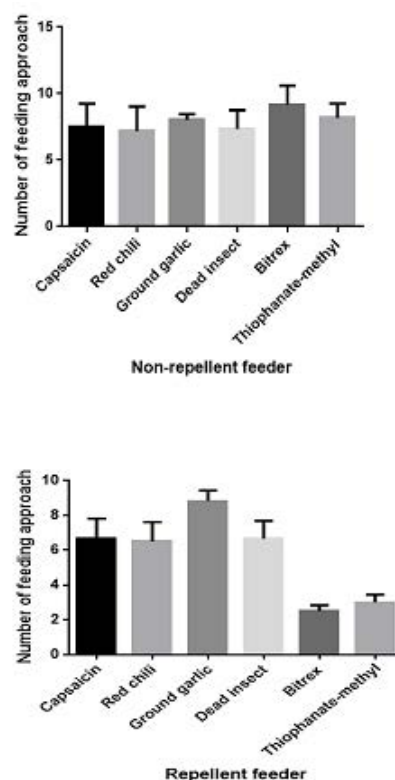 Number of feeding approach
15
10
5
0
Capsaicin
Red chili
Ground garlic
Dead insect
Bitrex
Thiophanate-methyl
Non-repellent feeder
Number of feeding approach
10
8
6
4
2
0
Capsaicin
Red chili
Ground garlic
Dead insect
Bitrex
Thiophanate-methyl
Repellent feeder